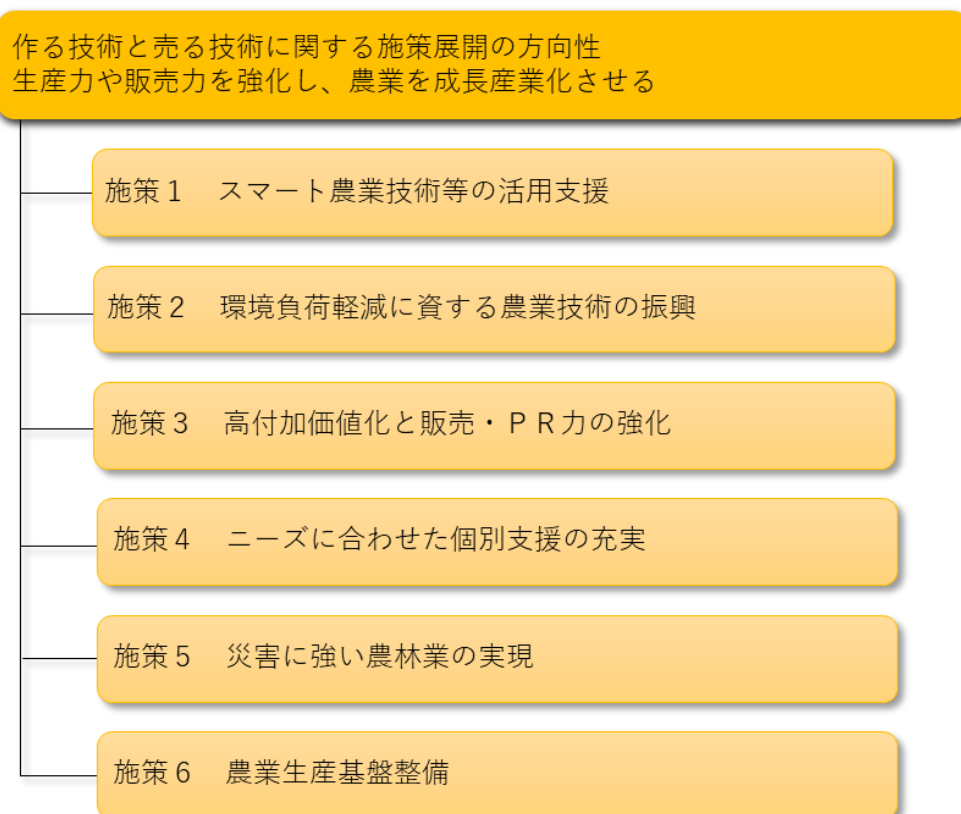 作る技術と売る技術に関する施策展開の方向性
生産力や販売力を強化し、農業を成長産業化させる
施策１　スマート農業技術等の活用支援
施策２　環境負荷軽減に資する農業技術の振興
施策３　高付加価値化と販売・ＰＲ力の強化
施策４　ニーズに合わせた個別支援の充実
施策５　災害に強い農林業の実現
施策６　農業生産基盤整備